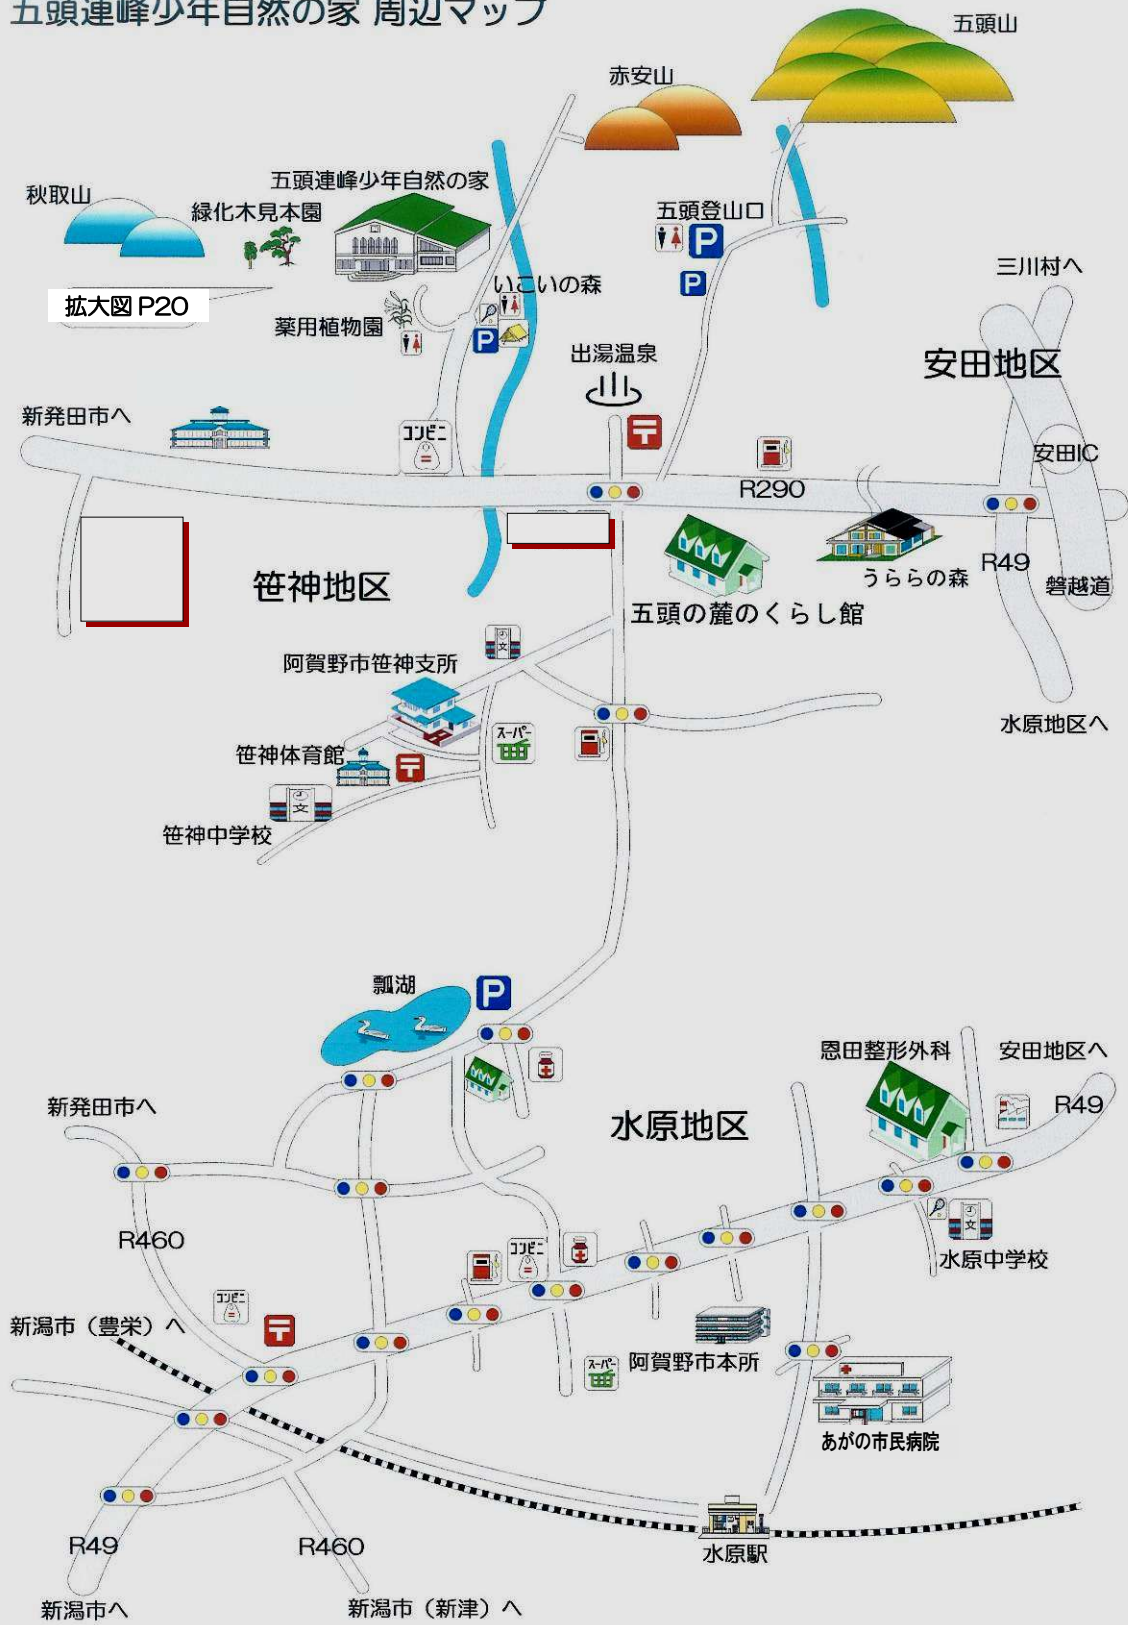 五頭連峰少年自然の家 周辺マップ
五頭山
赤安山
秋取山
五頭連峰少年自然の家
緑化木見本園
五頭登山口
P
P
三川村へ
拡大図 P20
いこいの森
薬用植物園
P
出湯温泉
安田地区
新発田市へ
コンビニ
〒
安田IC
R290
R49
笹神地区
うららの森
磐越道
五頭の麓のくらし館
文
阿賀野市笹神支所
水原地区へ
スーパー
笹神体育館
〒
文
笹神中学校
瓢湖
P
恩田整形外科
安田地区へ
新発田市へ
R49
水原地区
文
R460
コンビニ
水原中学校
コンビニ
新潟市（豊栄）へ
〒
阿賀野市本所
スーパー
あがの市民病院
R49
R460
水原駅
新潟市へ
新潟市（新津）へ